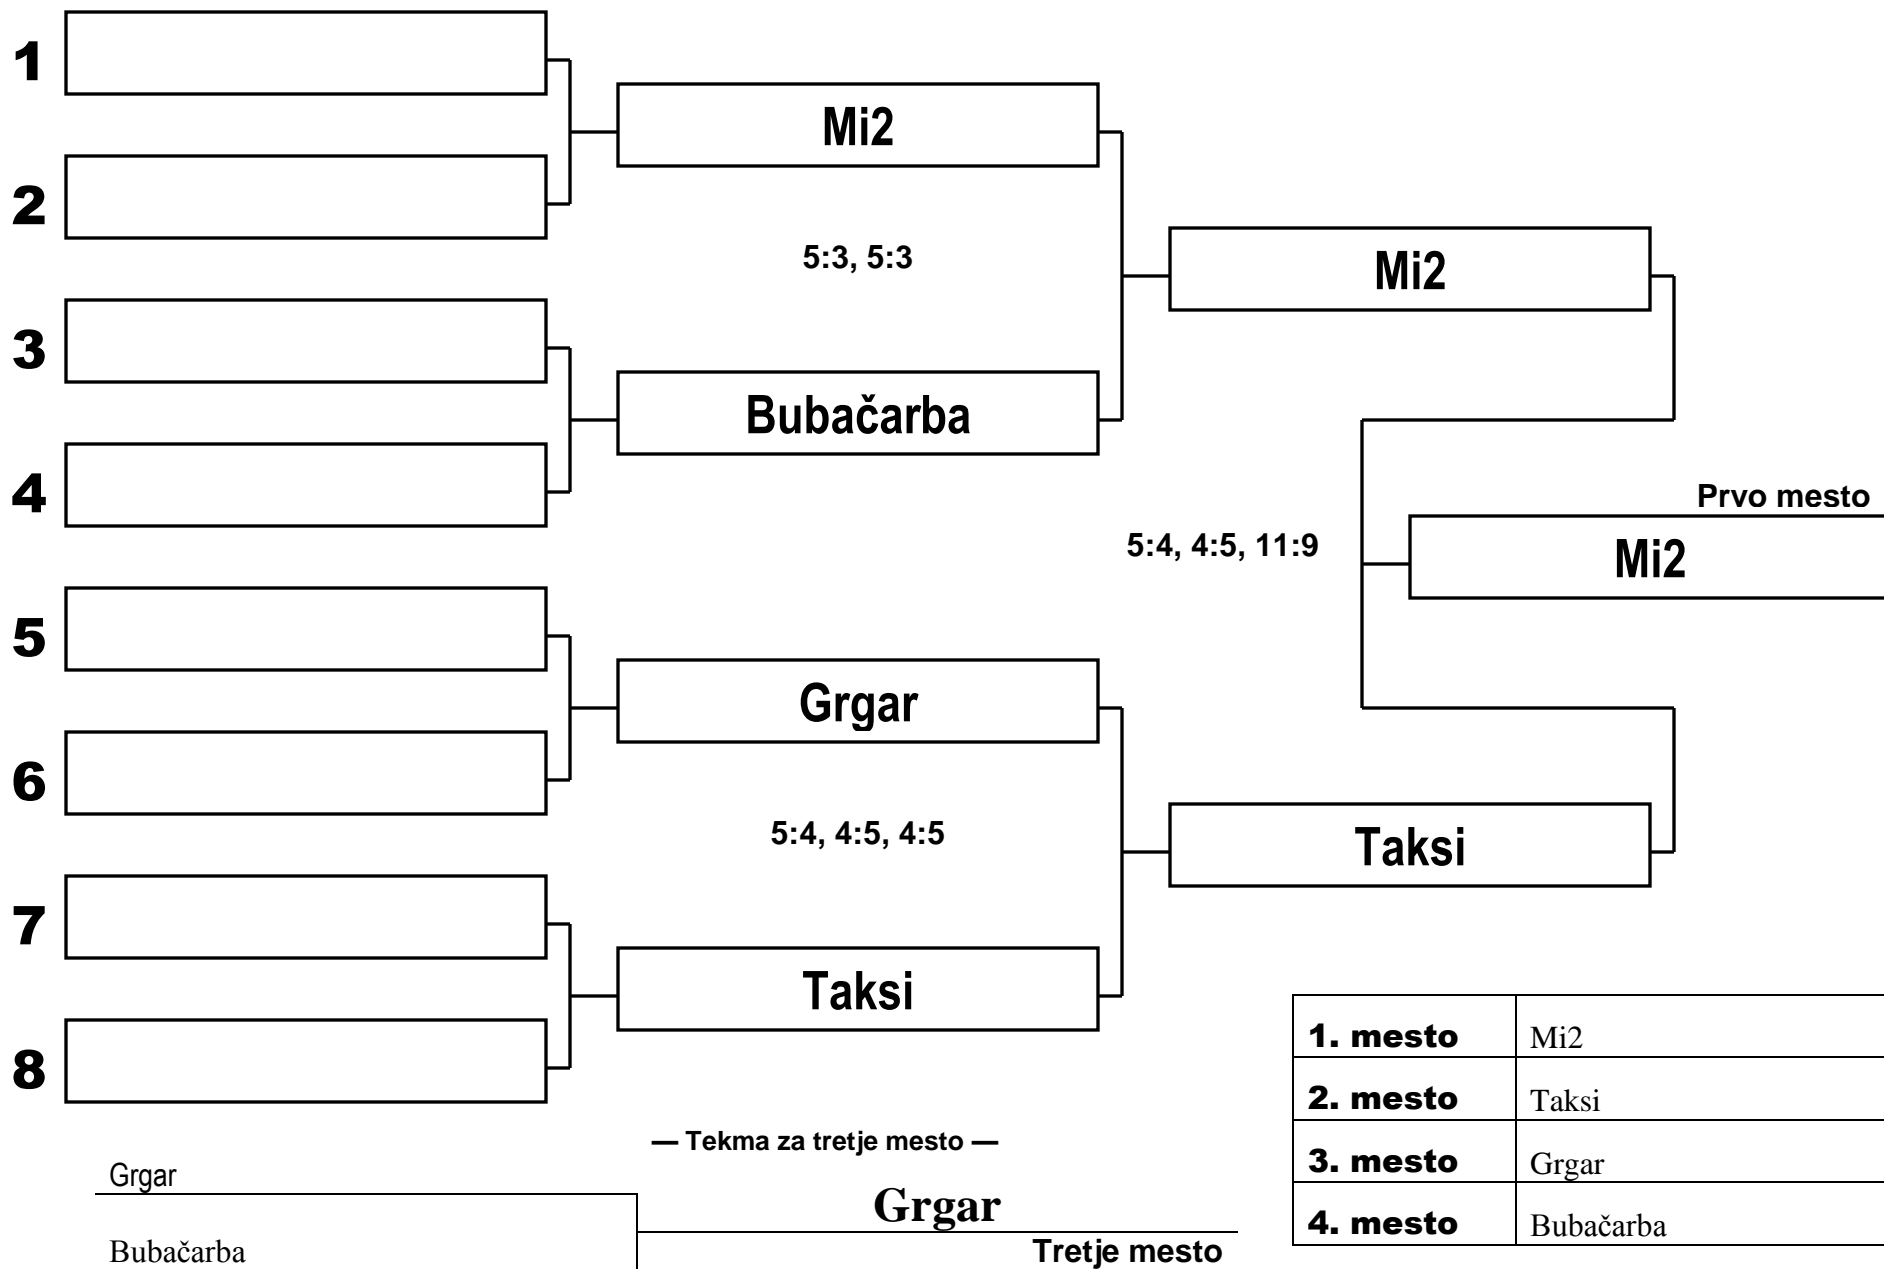 1
2
3
4
5
6
7
8
Mi2
5:3, 5:3
Bubačarba
Grgar
5:4, 4:5, 4:5
Taksi
Mi2
5:4, 4:5, 11:9
Taksi
Prvo mesto
Mi2
— Tekma za tretje mesto —
Grgar
Bubačarba
Grgar
Tretje mesto
1. mesto Mi2
2. mesto Taksi
3. mesto Grgar
4. mesto Bubačarba